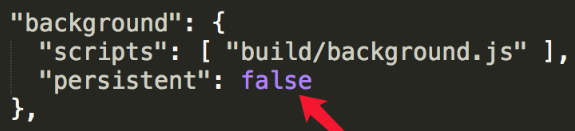 "background": {
  "scripts": [ "build/background.js" ],
  "persistent": false
},